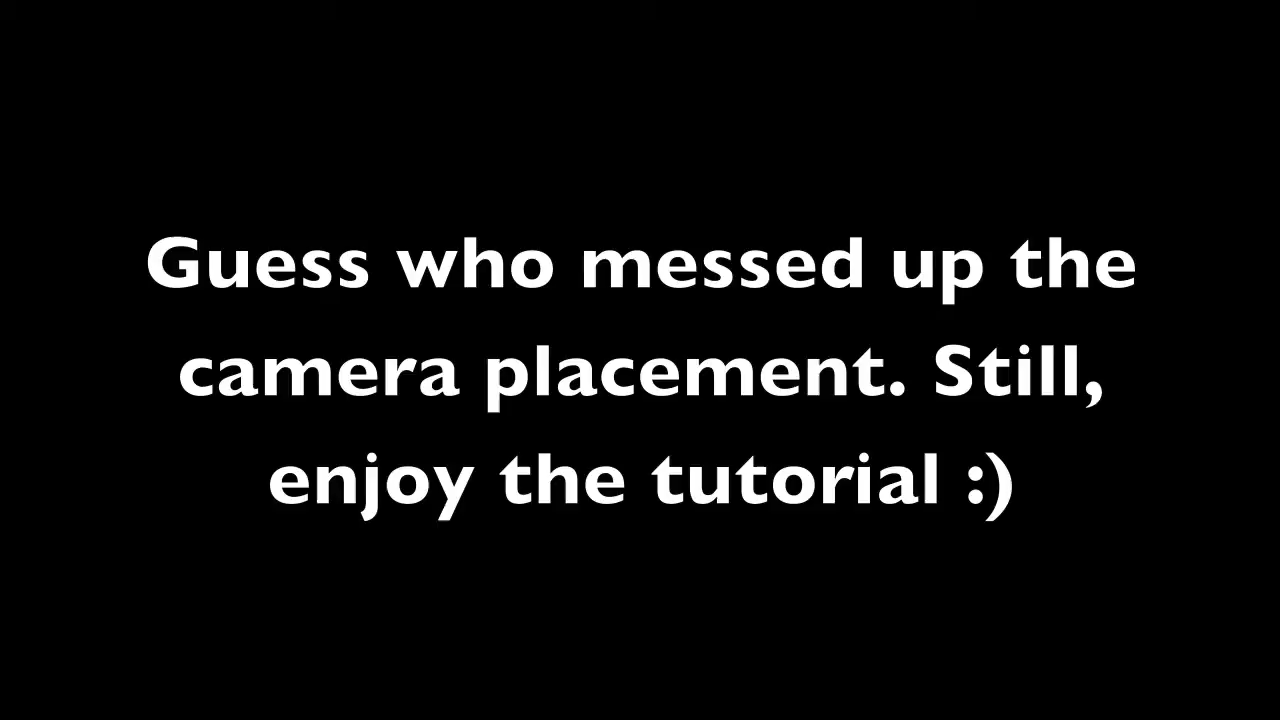 Guess who messed up the
camera placement. Still,
enjoy the tutorial :)